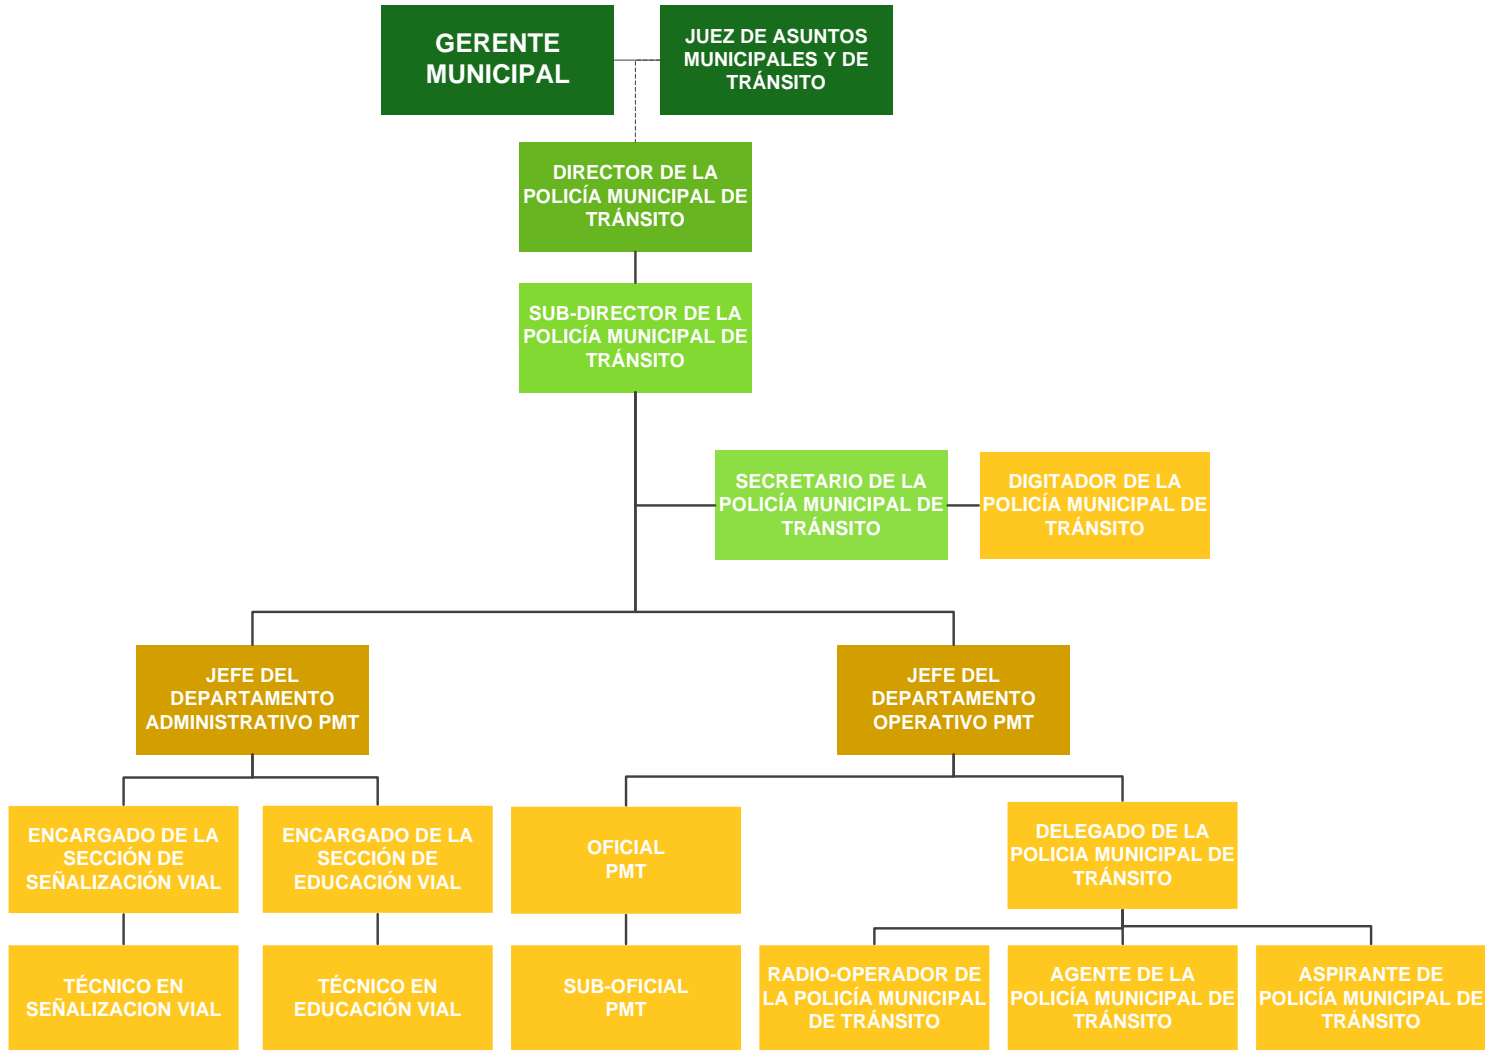 GERENTE
MUNICIPAL
JUEZ DE ASUNTOS
MUNICIPALES Y DE
TRÁNSITO
DIRECTOR DE LA
POLICÍA MUNICIPAL DE
TRÁNSITO
SUB-DIRECTOR DE LA
POLICÍA MUNICIPAL DE
TRÁNSITO
SECRETARIO DE LA
POLICÍA MUNICIPAL DE
TRÁNSITO
DIGITADOR DE LA
POLICÍA MUNICIPAL DE
TRÁNSITO
JEFE DEL
DEPARTAMENTO
ADMINISTRATIVO PMT
JEFE DEL
DEPARTAMENTO
OPERATIVO PMT
ENCARGADO DE LA
SECCIÓN DE
SEÑALIZACIÓN VIAL
ENCARGADO DE LA
SECCIÓN DE
EDUCACIÓN VIAL
OFICIAL
PMT
DELEGADO DE LA
POLICIA MUNICIPAL DE
TRÁNSITO
TÉCNICO EN
SEÑALIZACION VIAL
TÉCNICO EN
EDUCACIÓN VIAL
SUB-OFICIAL
PMT
RADIO-OPERADOR DE
LA POLICÍA MUNICIPAL
DE TRÁNSITO
AGENTE DE LA
POLICÍA MUNICIPAL DE
TRÁNSITO
ASPIRANTE DE
POLICÍA MUNICIPAL DE
TRÁNSITO